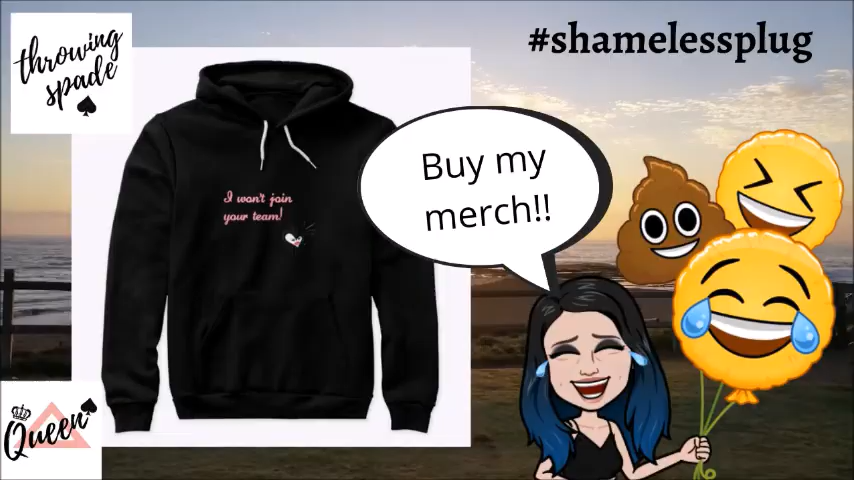 throwing
spade
#shamelessplug
I won't join
your team!
Buy my
merch!!
Queen